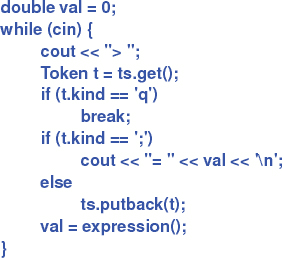 double val = 0;
while (cin) {
cout << "> ";
Token t = ts.get();
if (t.kind == 'q')
break;
if (t.kind == ';')
cout << "= " << val << '\n';
else
ts.putback(t);
val = expression();
}